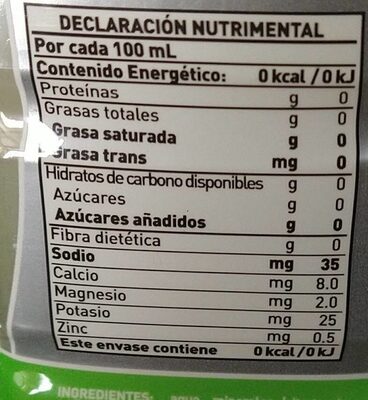 DECLARACIÓN NUTRIMENTAL
Por cada 100 mL
Contenido Energético: 0 kcal / 0 kJ
Proteínas g 0
Grasas totales g 0
Grasa saturada g 0
Grasa trans mg 0
Hidratos de carbono disponibles g 0
Azúcares g 0
Azúcares añadidos g 0
Fibra dietética g 0
Sodio mg 35
Calcio mg 8.0
Magnesio mg 2.0
Potasio mg 25
Zinc mg 0.5
Este envase contiene 0 kcal / 0 kJ
INGREDIENTES: